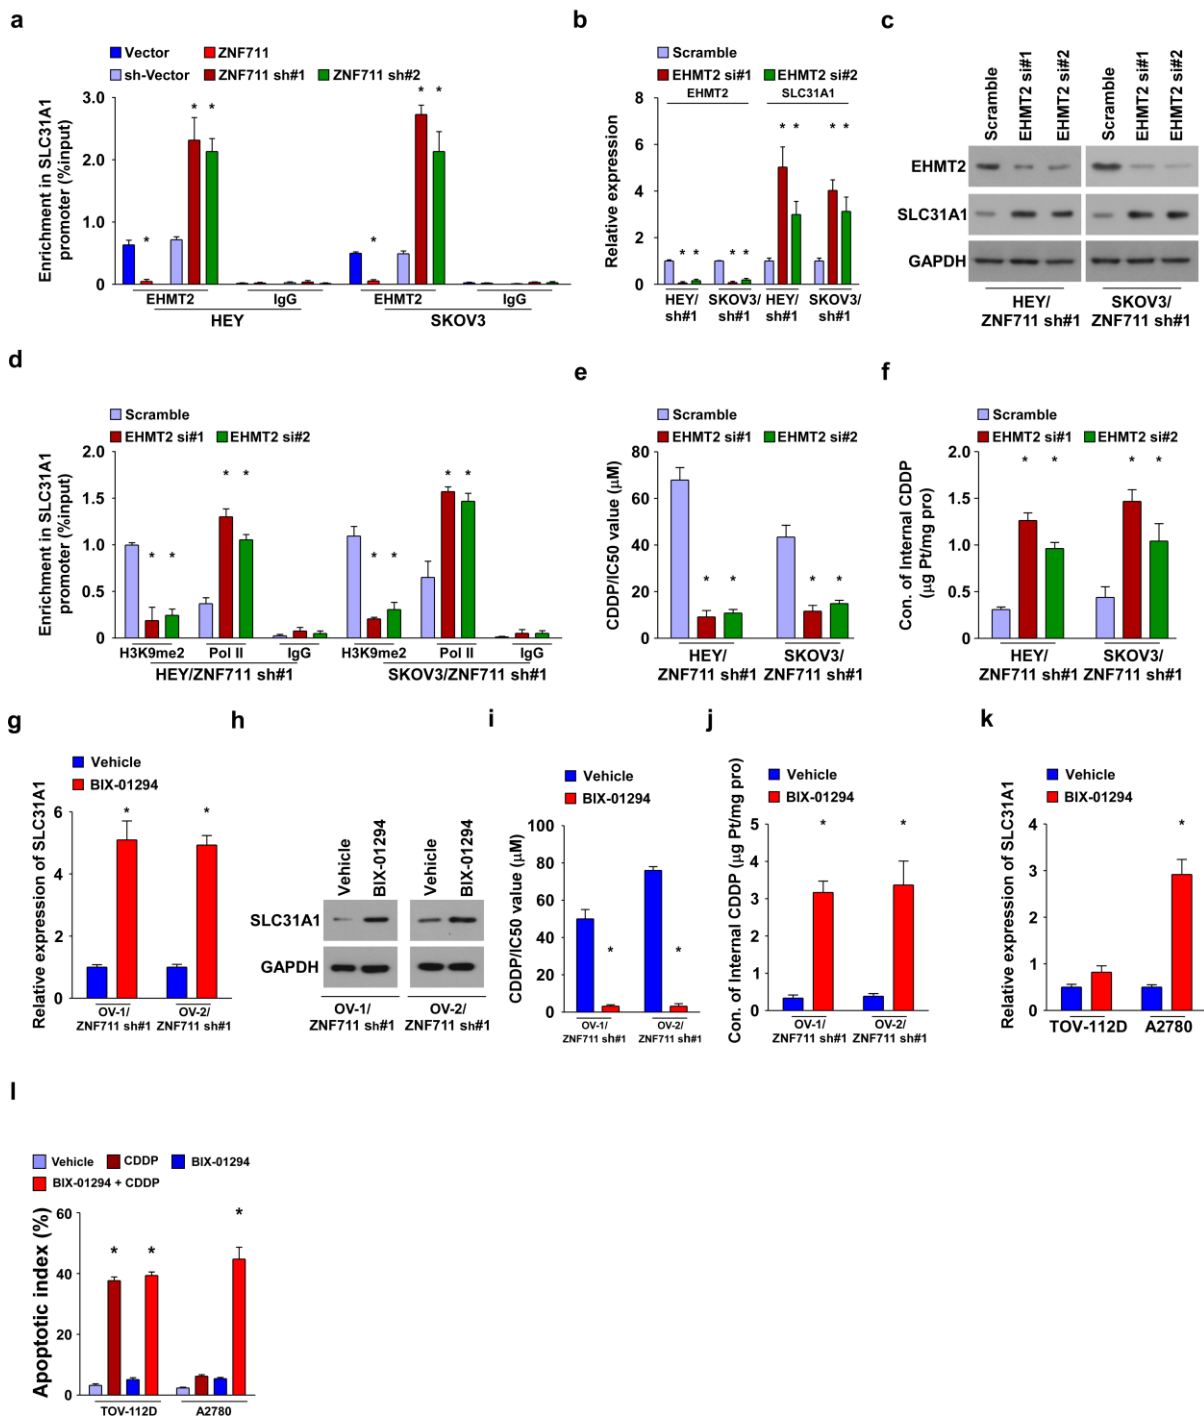 a
Vector
ZNF711
sh-Vector
ZNF711 sh#1
ZNF711 sh#2
Enrichment in SLC31A1
promoter (%input)
3.0
2.0
1.0
0
* * * * * *
EHMT2
IgG
EHMT2
IgG
HEY
SKOV3
b
Scramble
EHMT2 si#1
EHMT2 si#2
EHMT2
SLC31A1
Relative expression
8
6
4
2
0
* * * * * * * *
HEY/
sh#1
SKOV3/
sh#1
HEY/
sh#1
SKOV3/
sh#1
c
Scramble
EHMT2 si#1
EHMT2 si#2
Scramble
EHMT2 si#1
EHMT2 si#2
EHMT2
SLC31A1
GAPDH
HEY/
ZNF711 sh#1
SKOV3/
ZNF711 sh#1
d
Scramble
EHMT2 si#1
EHMT2 si#2
Enrichment in SLC31A1
promoter (%input)
2.0
1.5
1.0
0.5
0
* * * * * * * *
H3K9me2
Pol II
IgG
H3K9me2
Pol II
IgG
HEY/ZNF711 sh#1
SKOV3/ZNF711 sh#1
e
Scramble
EHMT2 si#1
EHMT2 si#2
CDDP/IC50 value (μM)
80
60
40
20
0
* * * *
HEY/
ZNF711 sh#1
SKOV3/
ZNF711 sh#1
f
Scramble
EHMT2 si#1
EHMT2 si#2
Con. of Internal CDDP
(μg Pt/mg pro)
2.0
1.5
1.0
0.5
0
* * * *
HEY/
ZNF711 sh#1
SKOV3/
ZNF711 sh#1
g
Vehicle
BIX-01294
Relative expression of SLC31A1
6
4
2
0
* *
OV-1/
ZNF711 sh#1
OV-2/
ZNF711 sh#1
h
Vehicle
BIX-01294
Vehicle
BIX-01294
SLC31A1
GAPDH
OV-1/
ZNF711 sh#1
OV-2/
ZNF711 sh#1
i
Vehicle
BIX-01294
CDDP/IC50 value (μM)
100
80
60
40
20
0
* *
OV-1/
ZNF711 sh#1
OV-2/
ZNF711 sh#1
j
Vehicle
BIX-01294
Con. of Internal CDDP (μg Pt/mg pro)
5
4
3
2
1
0
* *
OV-1/
ZNF711 sh#1
OV-2/
ZNF711 sh#1
k
Vehicle
BIX-01294
Relative expression of SLC31A1
4
3
2
1
0
*
TOV-112D
A2780
l
Vehicle
CDDP
BIX-01294
BIX-01294 + CDDP
Apoptotic index (%)
60
40
20
0
* * *
TOV-112D
A2780